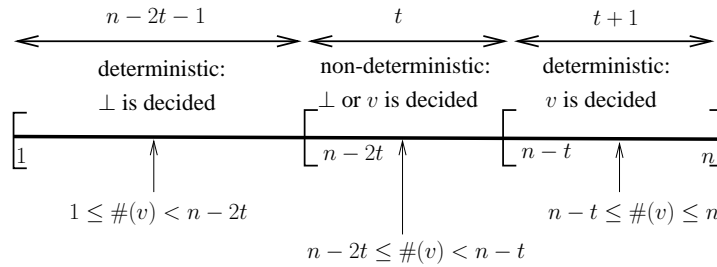 n − 2t − 1 t t + 1
deterministic: non-deterministic: deterministic:
⊥ is decided ⊥ or v is decided v is decided
1 n − 2t n − t n
1 ≤ #(v) < n − 2t n − t ≤ #(v) ≤ n
n − 2t ≤ #(v) < n − t